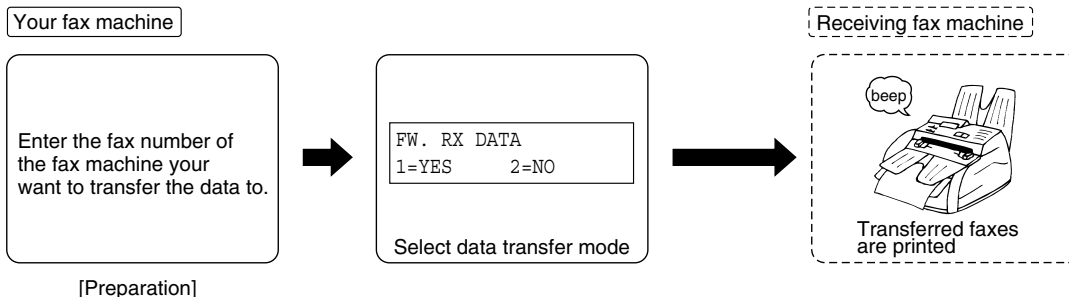 Your fax machine
Receiving fax machine
Enter the fax number of
the fax machine your
want to transfer the data to.
FW. RX DATA
1=YES 2=NO
Select data transfer mode
beep
Transferred faxes
are printed
[Preparation]